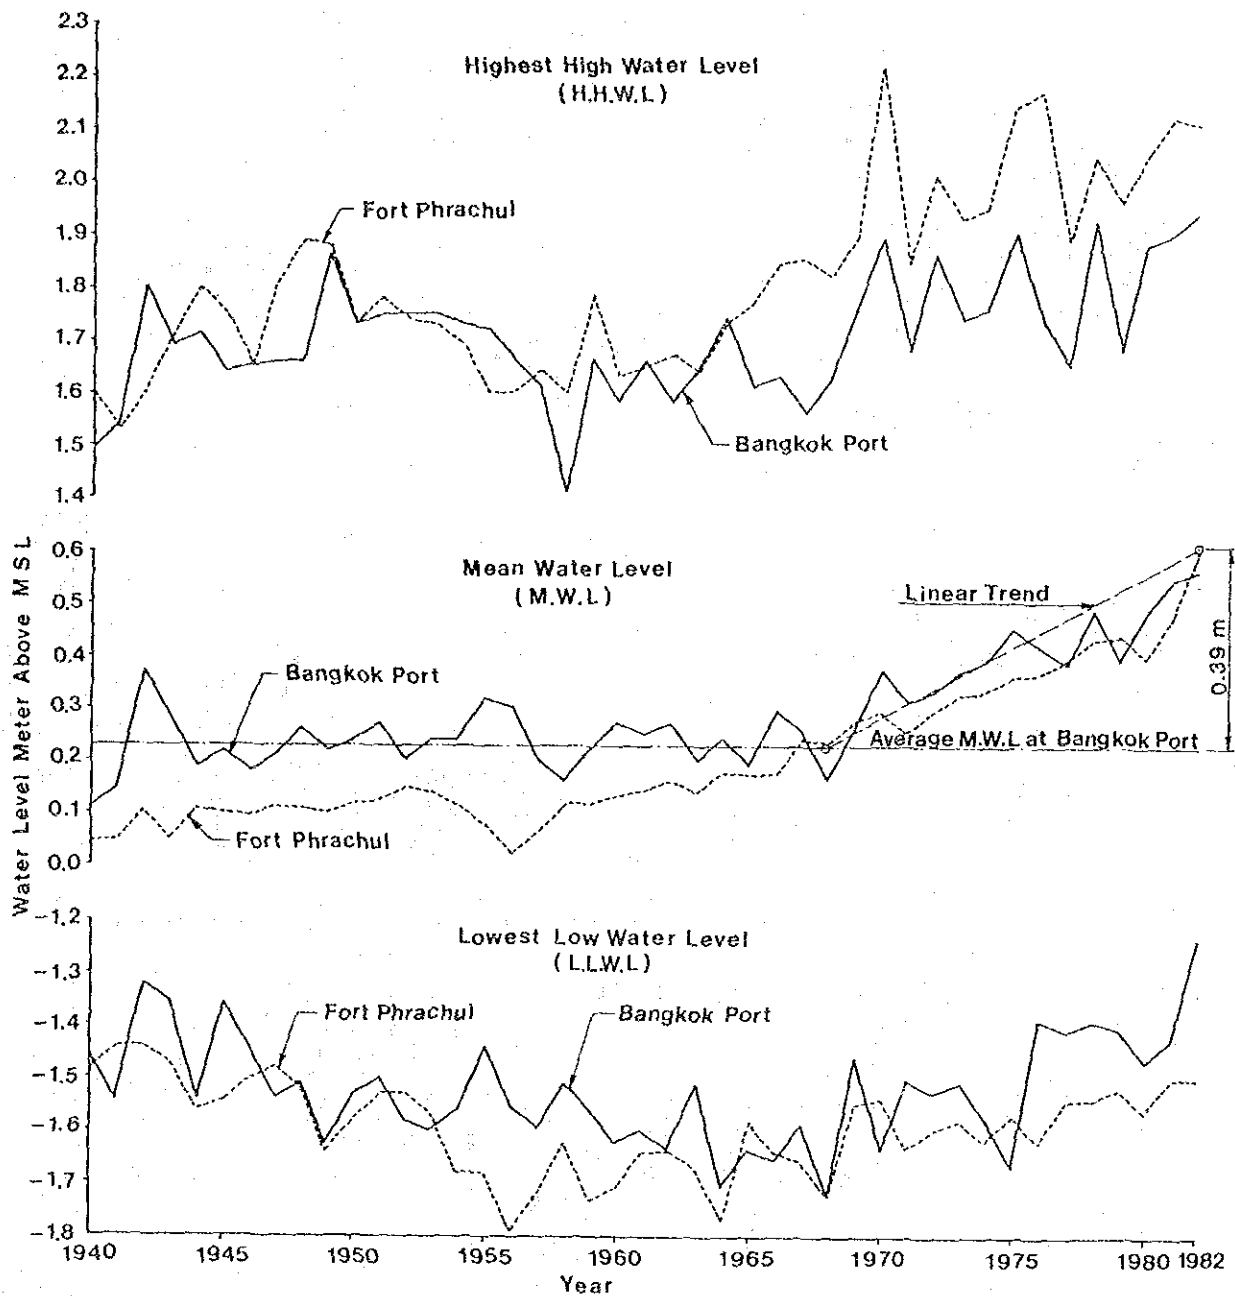 Highest High Water Level
(H.H.W.L)
2.3
2.2
2.1
2.0
1.9
1.8
1.7
1.6
1.5
1.4
Fort Phrachul
Bangkok Port
Water Level Meter Above MSL
Mean Water Level
(M.W.L)
0.6
0.5
0.4
0.3
0.2
0.1
0.0
Bangkok Port
Fort Phrachul
Linear Trend
Average M.W.L at Bangkok Port
0.39 m
Lowest Low Water Level
(L.L.W.L)
-1.2
-1.3
-1.4
-1.5
-1.6
-1.7
-1.8
Fort Phrachul
Bangkok Port
1940 1945 1950 1955 1960 1965 1970 1975 1980 1982
Year